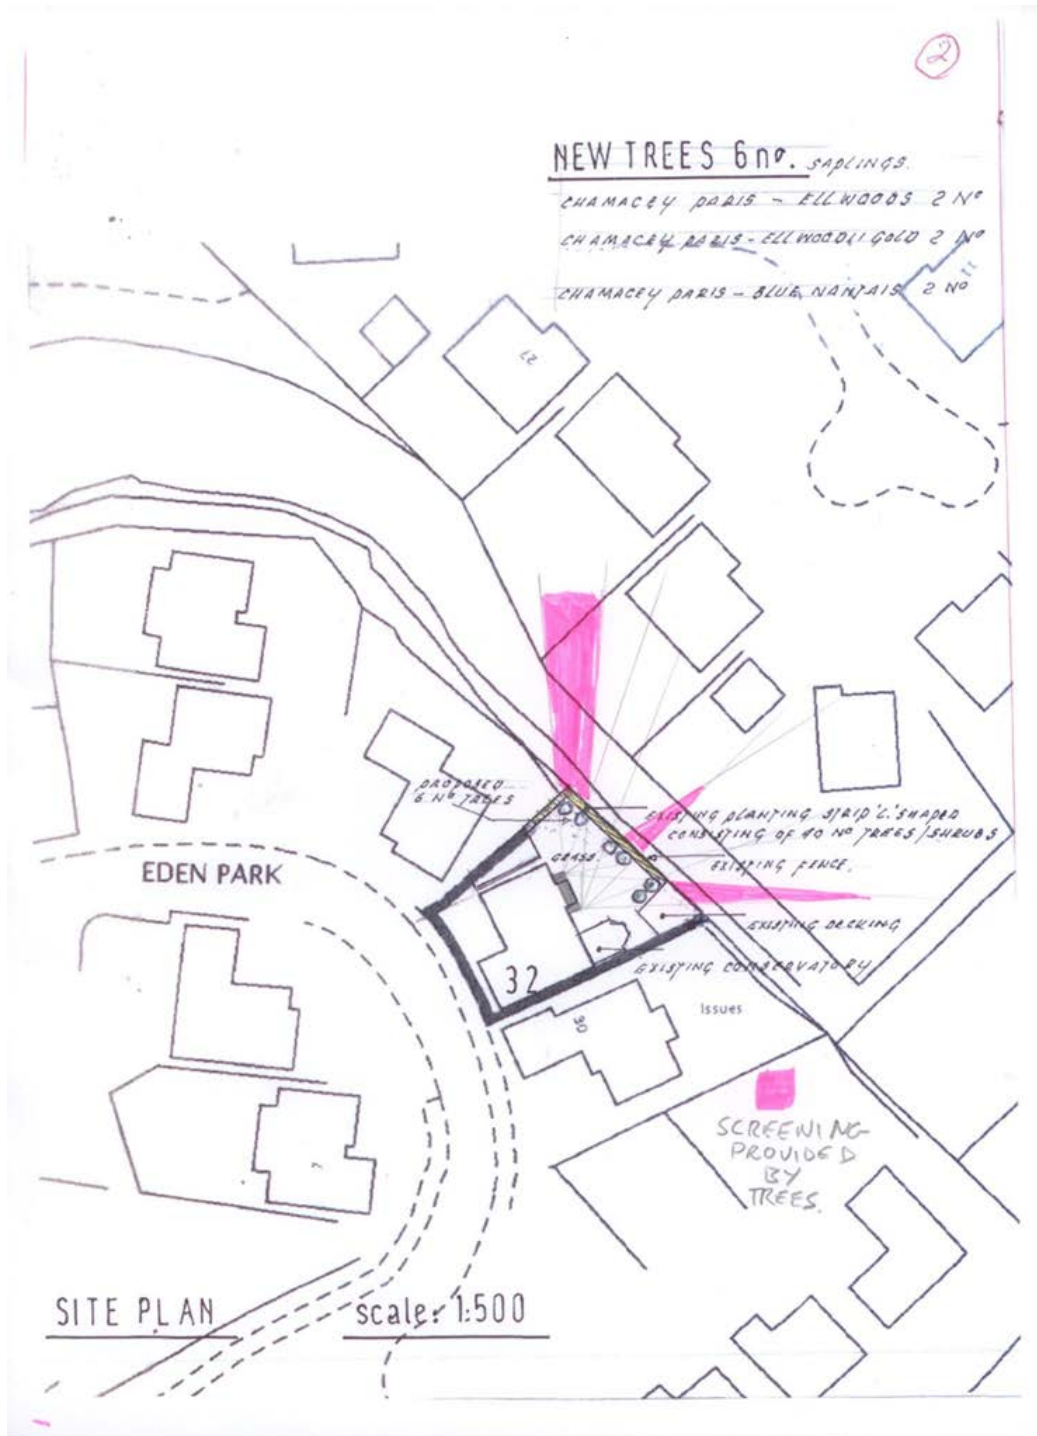 2
NEW TREES 6no. SAPLINGS.
CHAMACEY PARIS - ELLWOODS 2 No
CHAMACEY PARIS - ELLWOODII GOLD 2 No
CHAMACEY PARIS - BLUE NANTAIS 2 No
11
27
PROPOSED
6 No TREES
EXISTING PLANTING STRIP 'L' SHAPED
CONSISTING OF 40 No TREES/SHRUBS
GRASS.
EXISTING FENCE.
EDEN PARK
EXISTING DECKING
EXISTING CONSERVATORY
32
30
Issues
SCREENING
PROVIDED
BY
TREES.
7
SITE PLAN scale: 1:500